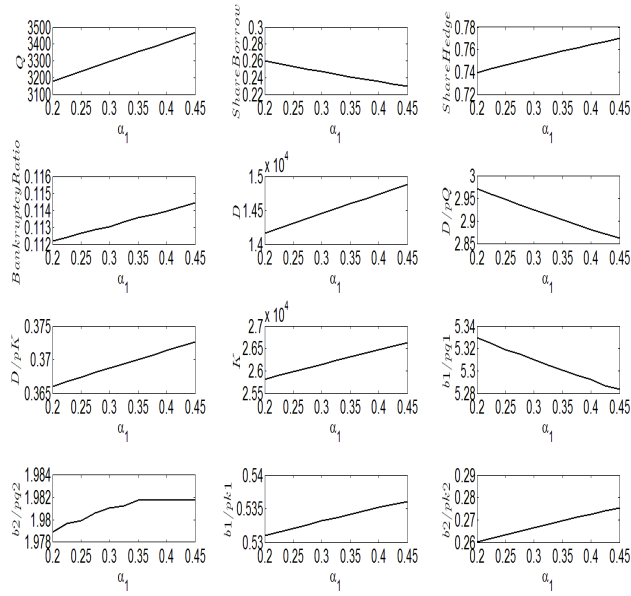 3500
3400
3300
3200
3100
Q
0.2 0.25 0.3 0.35 0.4 0.45
α1
0.3
0.28
0.26
0.24
0.22
ShareBorrow
0.2 0.25 0.3 0.35 0.4 0.45
α1
0.78
0.76
0.74
0.72
ShareHedge
0.2 0.25 0.3 0.35 0.4 0.45
α1
0.116
0.115
0.114
0.113
0.112
BankruptcyRatio
0.2 0.25 0.3 0.35 0.4 0.45
α1
x 10^4
1.5
1.45
1.4
D
0.2 0.25 0.3 0.35 0.4 0.45
α1
3
2.95
2.9
2.85
D/pQ
0.2 0.25 0.3 0.35 0.4 0.45
α1
0.375
0.37
0.365
D/pK
0.2 0.25 0.3 0.35 0.4 0.45
α1
x 10^4
2.7
2.65
2.6
2.55
K
0.2 0.25 0.3 0.35 0.4 0.45
α1
5.34
5.32
5.3
5.28
b1/pq1
0.2 0.25 0.3 0.35 0.4 0.45
α1
1.984
1.982
1.98
1.978
b2/pq2
0.2 0.25 0.3 0.35 0.4 0.45
α1
0.54
0.535
0.53
b1/pk1
0.2 0.25 0.3 0.35 0.4 0.45
α1
0.29
0.28
0.27
0.26
b2/pk2
0.2 0.25 0.3 0.35 0.4 0.45
α1